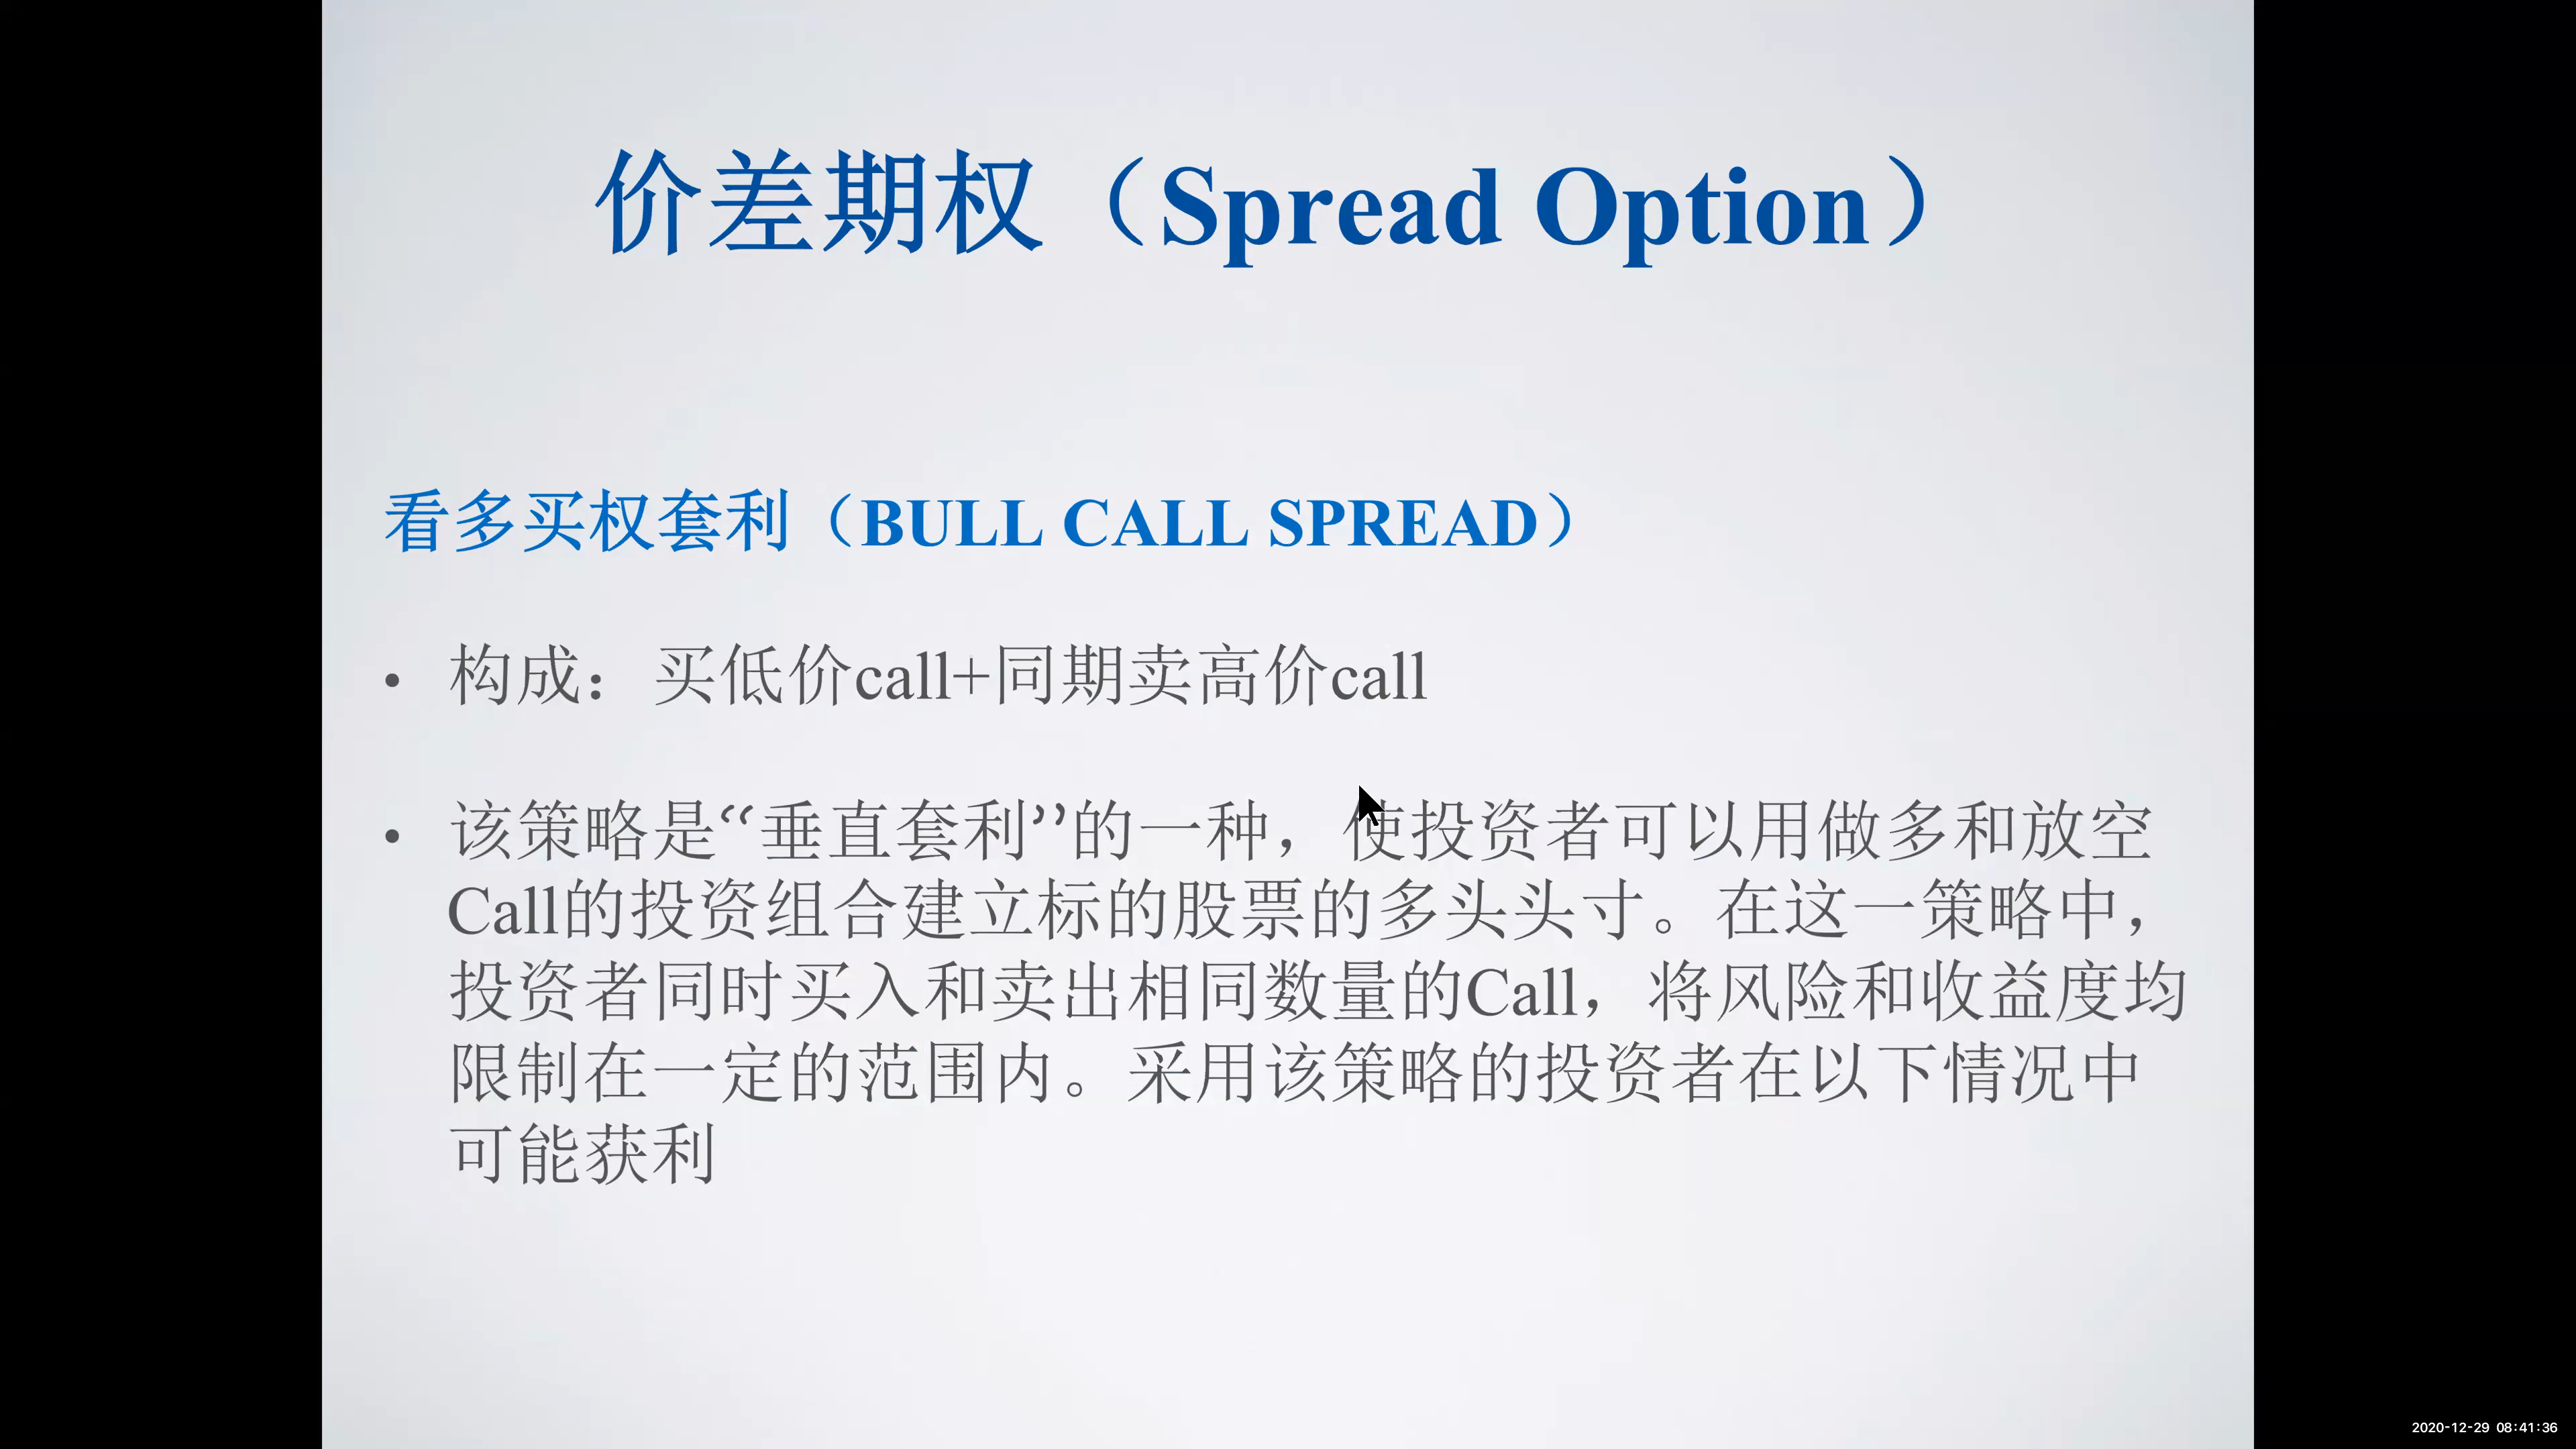 价差期权（Spread Option）
看多买权套利（BULL CALL SPREAD）
• 构成：买低价call+同期卖高价call
• 该策略是“垂直套利”的一种，使投资者可以用做多和放空
Call的投资组合建立标的股票的多头头寸。在这一策略中，
投资者同时买入和卖出相同数量的Call，将风险和收益度均
限制在一定的范围内。采用该策略的投资者在以下情况中
可能获利
2020-12-29 08:41:36